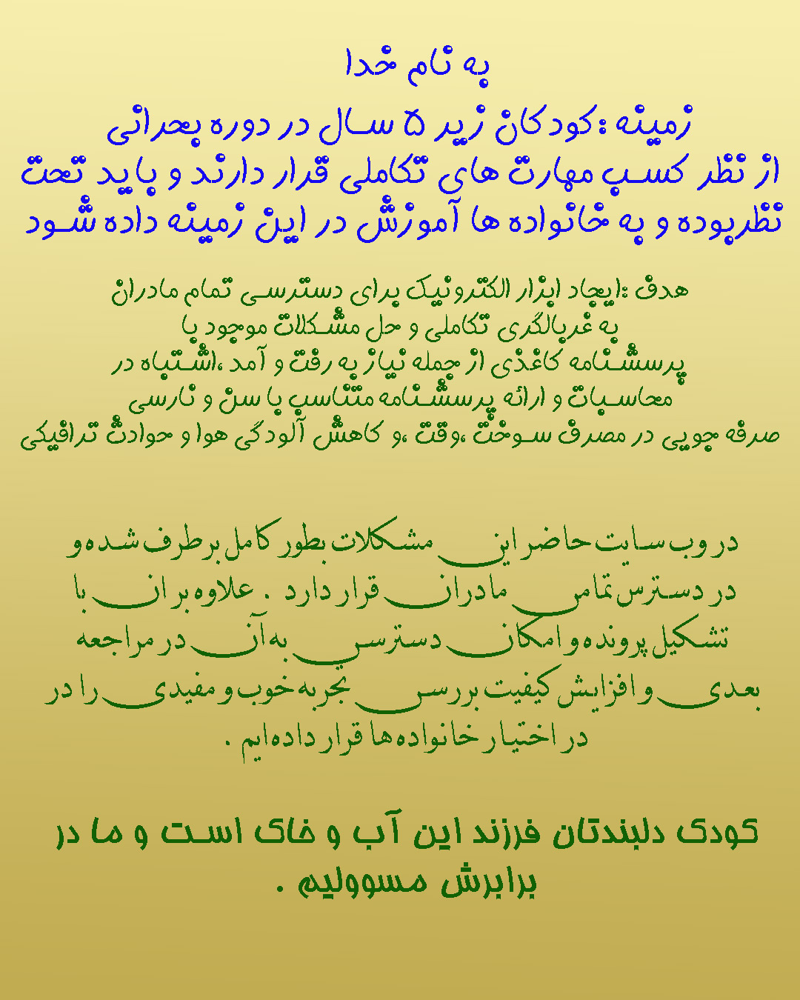 به نام خدا
زمینه :کودکان زیر ۵ سال در دوره بحرانی
از نظر کسب مهارت های تکاملی قرار دارند و باید تحت
نظربوده و به خانواده ها آموزش در این زمینه داده شود
هدف :ایجاد ابزار الکترونیک برای دسترسی تمام مادران
به غربالگری تکاملی و حل مشکلات موجود با
پرسشنامه کاغذی از جمله نیاز به رفت و آمد ،اشتباه در
محاسبات و ارائه پرسشنامه متناسب با سن و نارسی
صرفه جویی در مصرف سوخت ،وقت ،و کاهش آلودگی هوا و حوادث ترافیکی
در وب سایت حاضر این مشکلات بطور کامل برطرف شده و
در دسترس تمامی مادران قرار دارد . علاوه بر ان با
تشکیل پرونده و امکان دسترسی به آن در مراجعه
بعدی و افزایش کیفیت بررسی تجربه خوب و مفیدی را در
در اختیار خانواده ها قرار داده ایم .
کودک دلبندتان فرزند این آب و خاک است و ما در
برابرش مسوولیم .